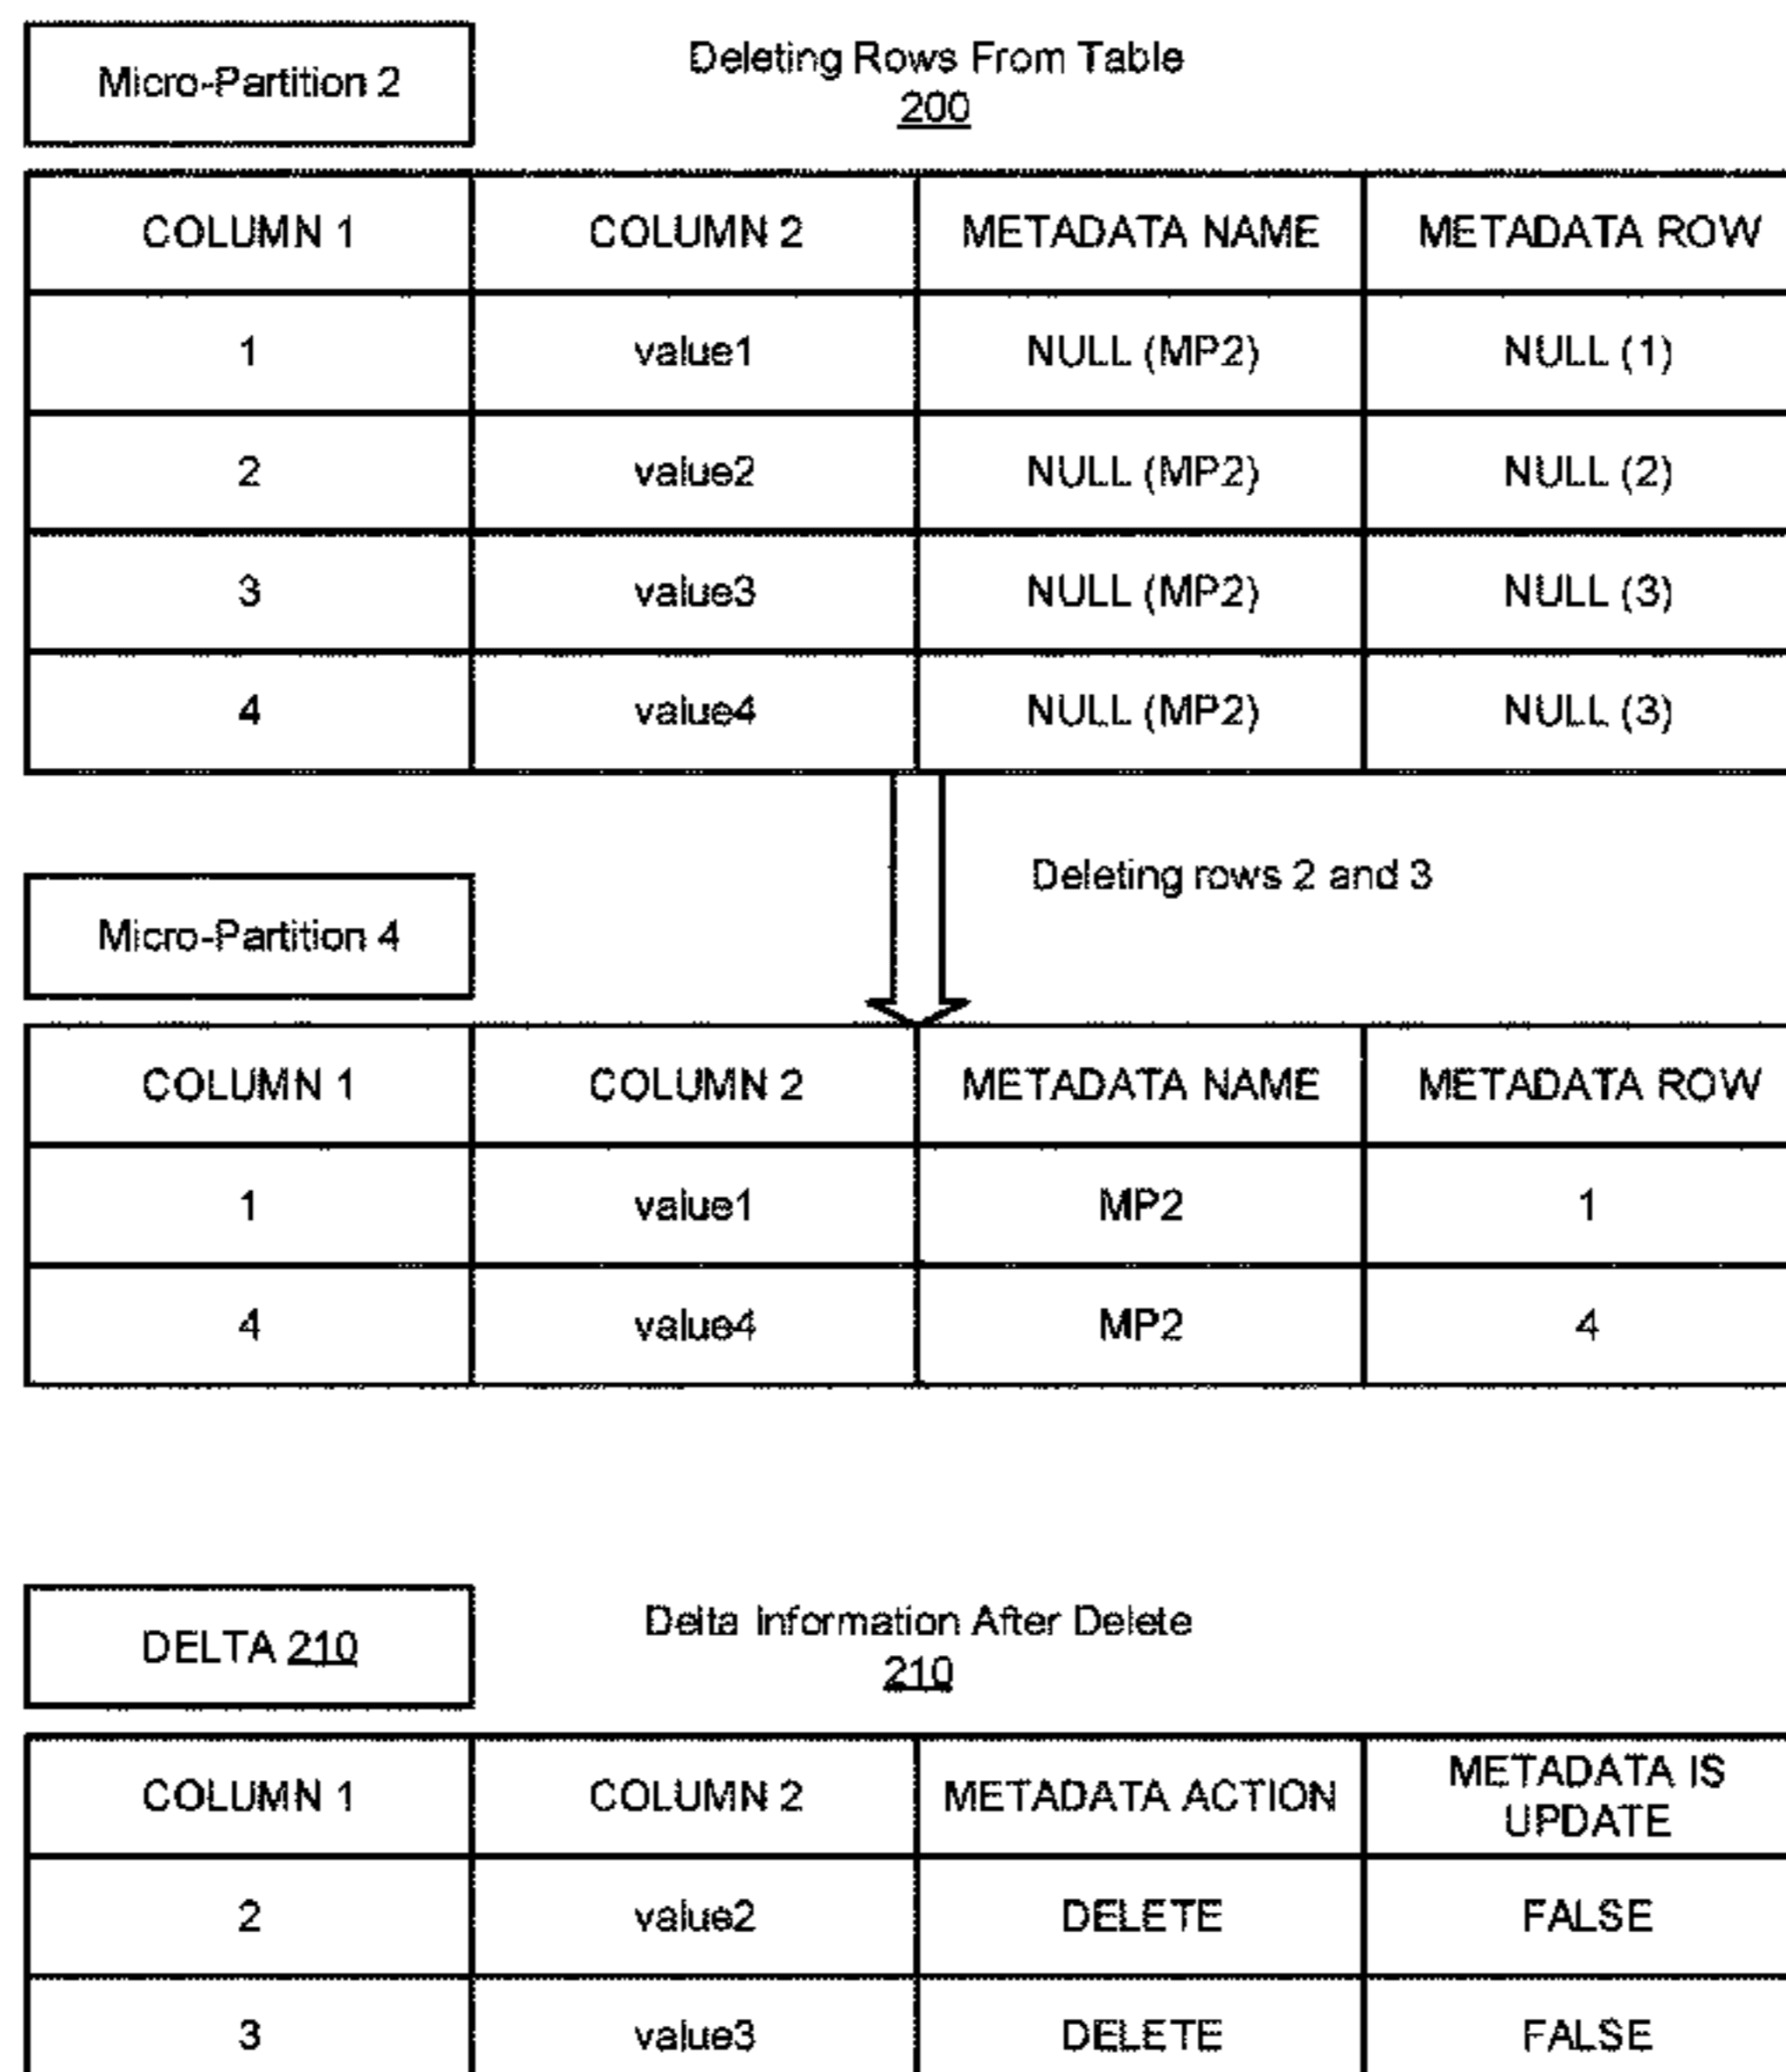 Micro-Partition 2
Deleting Rows From Table
200
COLUMN 1 COLUMN 2 METADATA NAME METADATA ROW
1 value1 NULL (MP2) NULL (1)
2 value2 NULL (MP2) NULL (2)
3 value3 NULL (MP2) NULL (3)
4 value4 NULL (MP2) NULL (3)
Deleting rows 2 and 3
Micro-Partition 4
COLUMN 1 COLUMN 2 METADATA NAME METADATA ROW
1 value1 MP2 1
4 value4 MP2 4
DELTA 210
Delta Information After Delete
210
COLUMN 1 COLUMN 2 METADATA ACTION METADATA IS
UPDATE
2 value2 DELETE FALSE
3 value3 DELETE FALSE